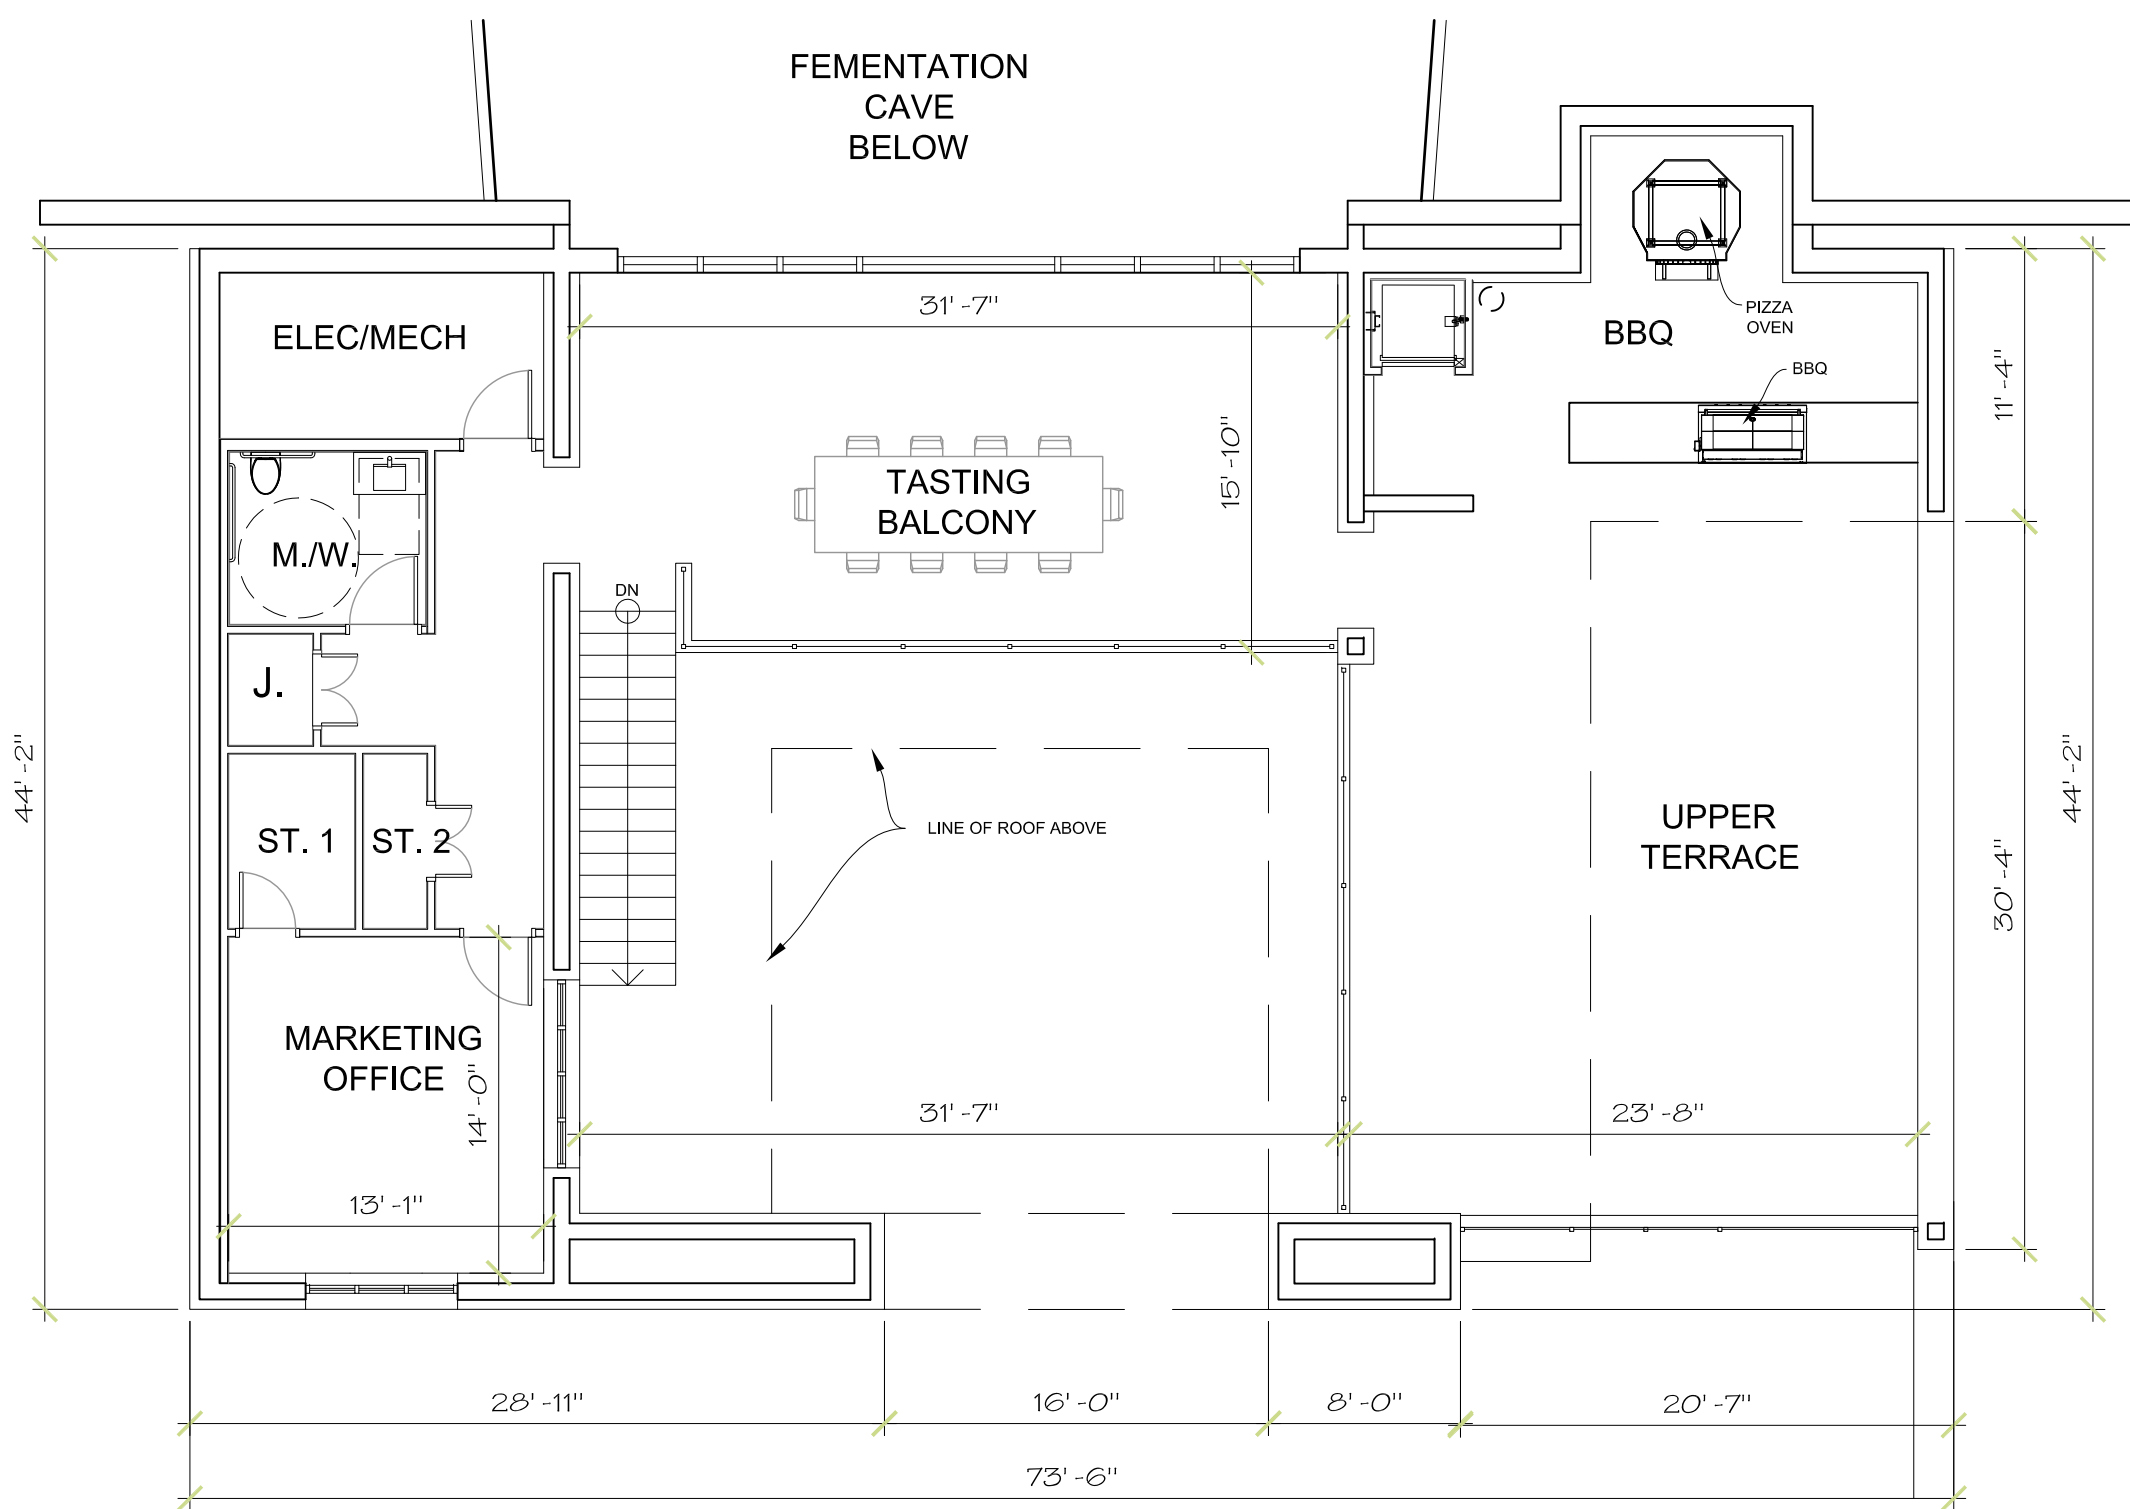 FEMENTATION
CAVE
BELOW
31'-7"
ELEC/MECH
PIZZA
OVEN
BBQ
BBQ
11'-4"
15'-10"
TASTING
BALCONY
M./W.
DN
J.
44'-2"
44'-2"
ST. 1
ST. 2
LINE OF ROOF ABOVE
UPPER
TERRACE
30'-4"
MARKETING
OFFICE
14'-0"
31'-7"
23'-8"
13'-1"
28'-11"
16'-0"
8'-0"
20'-7"
73'-6"